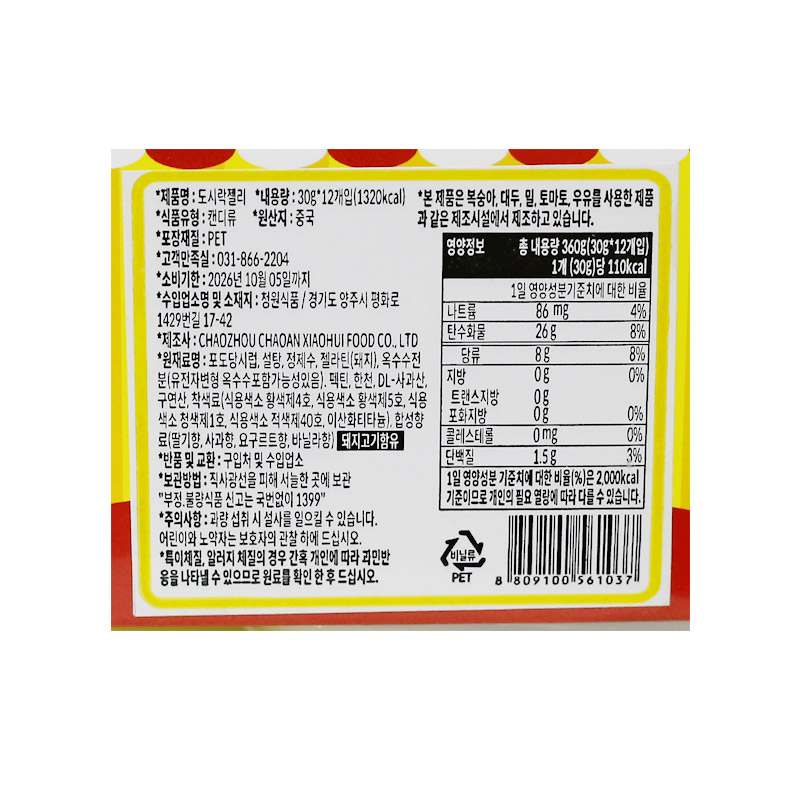 *제품명 : 도시락젤리 *내용량 : 30g*12개입(1320kcal)
*식품유형 : 캔디류 *원산지 : 중국
*포장재질 : PET
*고객만족실 : 031-866-2204
*소비기한 : 2026년 10월 05일까지
*수입업소명 및 소재지 : 청원식품 / 경기도 양주시 평화로
1429번길 17-42
*제조사 : CHAOZHOU CHAOAN XIAOHUI FOOD CO., LTD
*원재료명 : 포도당시럽, 설탕, 정제수, 젤라틴(돼지), 옥수수전
분(유전자변형 옥수수포함가능성있음). 펙틴, 한천, DL-사과산,
구연산, 착색료(식용색소 황색제4호, 식용색소 황색제5호, 식용
색소 청색제1호, 식용색소 적색제40호, 이산화티타늄), 합성향
료(딸기향, 사과향, 요구르트향, 바닐라향) 돼지고기함유
*반품 및 교환 : 구입처 및 수입업소
*보관방법 : 직사광선을 피해 서늘한 곳에 보관
"부정.불량식품 신고는 국번없이 1399"
*주의사항 : 과량 섭취 시 설사를 일으킬 수 있습니다.
어린이와 노약자는 보호자의 관찰 하에 드십시오.
*특이체질, 알러지 체질의 경우 간혹 개인에 따라 과민반
응을 나타낼 수 있으므로 원료를 확인 한 후 드십시오.
*본 제품은 복숭아, 대두, 밀, 토마토, 우유를 사용한 제품
과 같은 제조시설에서 제조하고 있습니다.
영양정보 총 내용량 360g(30g*12개입)
1개 (30g)당 110kcal
1일 영양성분기준치에 대한 비율
나트륨 86 mg 4%
탄수화물 26 g 8%
당류 8 g 8%
지방 0 g 0%
트랜스지방 0 g
포화지방 0 g 0%
콜레스테롤 0 mg 0%
단백질 1.5 g 3%
1일 영양성분 기준치에 대한 비율(%)은 2,000kcal
기준이므로 개인의 필요 열량에 따라 다를 수 있습니다.
비닐류
PET
8 809100 561037